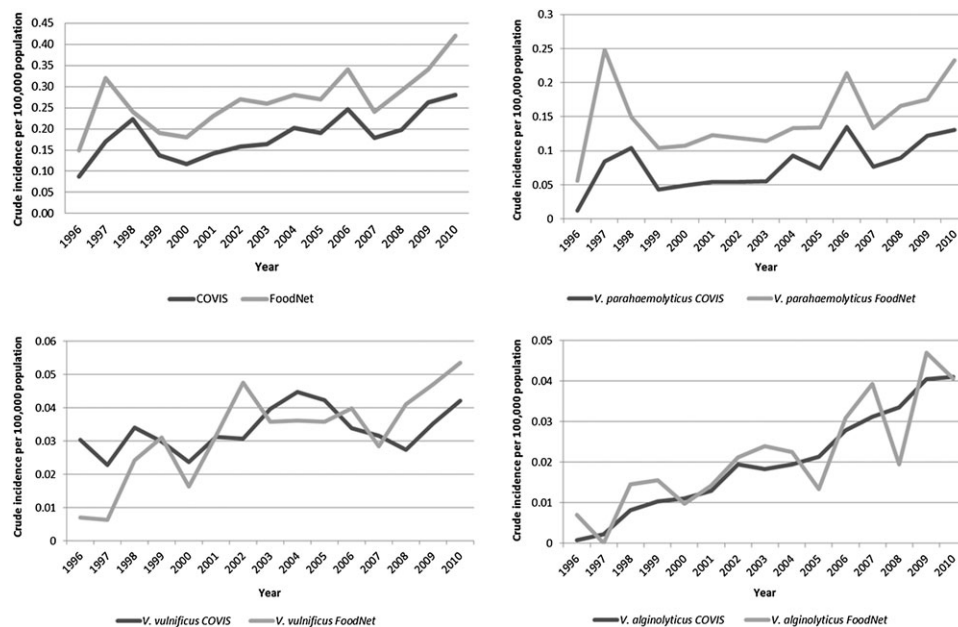 Crude incidence per 100,000 population
0.45
0.40
0.35
0.30
0.25
0.20
0.15
0.10
0.05
0.00
1996 1997 1998 1999 2000 2001 2002 2003 2004 2005 2006 2007 2008 2009 2010
Year
COVIS FoodNet
Crude incidence per 100,000 population
0.3
0.25
0.2
0.15
0.1
0.05
0
1996 1997 1998 1999 2000 2001 2002 2003 2004 2005 2006 2007 2008 2009 2010
Year
V. parahaemolyticus COVIS V. parahaemolyticus FoodNet
Crude incidence per 100,000 population
0.06
0.05
0.04
0.03
0.02
0.01
0
1996 1997 1998 1999 2000 2001 2002 2003 2004 2005 2006 2007 2008 2009 2010
Year
V. vulnificus COVIS V. vulnificus FoodNet
Crude incidence per 100,000 population
0.05
0.04
0.03
0.02
0.01
0
1996 1997 1998 1999 2000 2001 2002 2003 2004 2005 2006 2007 2008 2009 2010
Year
V. alginolyticus COVIS V. alginolyticus FoodNet